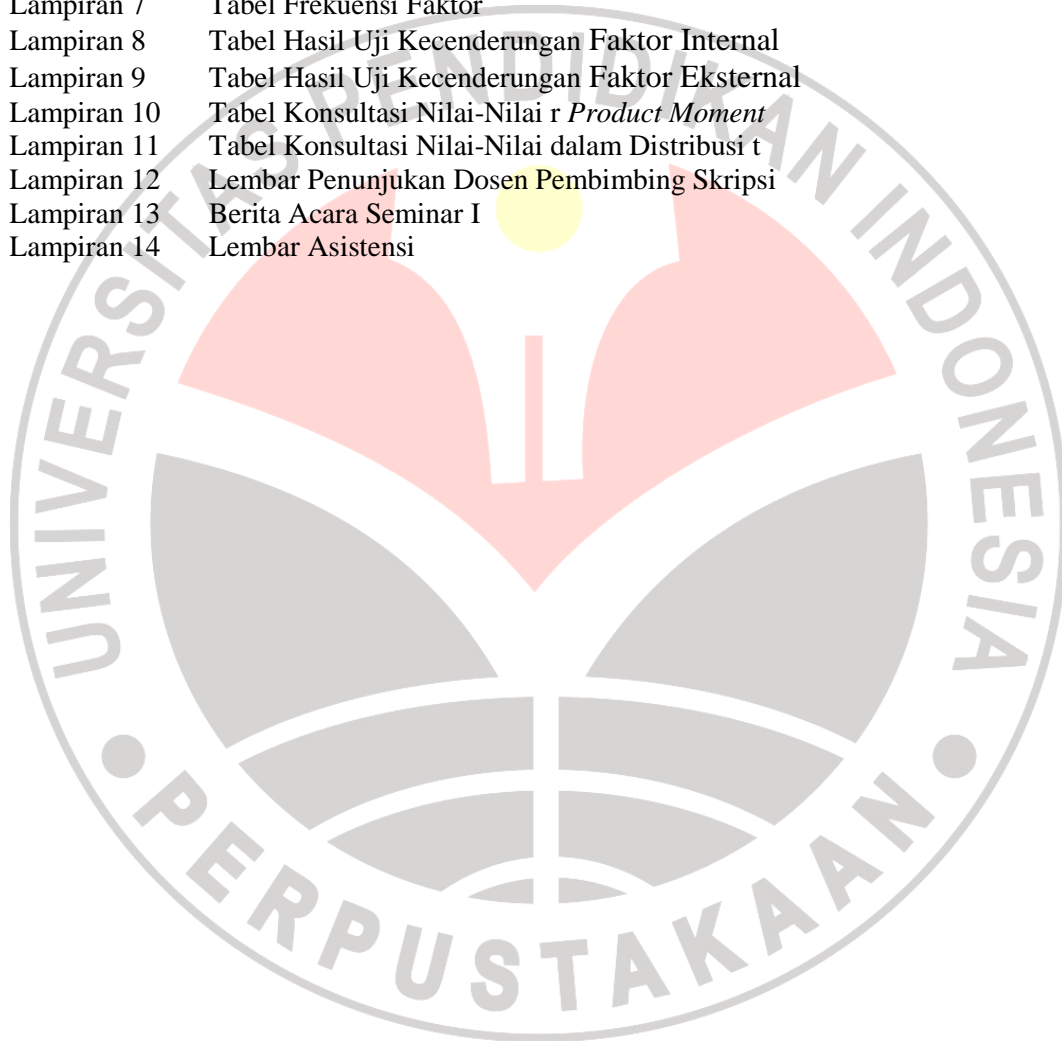 Lampiran 7 Tabel Frekuensi Faktor
Lampiran 8 Tabel Hasil Uji Kecenderungan Faktor Internal
Lampiran 9 Tabel Hasil Uji Kecenderungan Faktor Eksternal
Lampiran 10 Tabel Konsultasi Nilai-Nilai r Product Moment
Lampiran 11 Tabel Konsultasi Nilai-Nilai dalam Distribusi t
Lampiran 12 Lembar Penunjukan Dosen Pembimbing Skripsi
Lampiran 13 Berita Acara Seminar I
Lampiran 14 Lembar Asistensi
UNIVERSITAS PENDIDIKAN INDONESIA
PERPUSTAKAAN